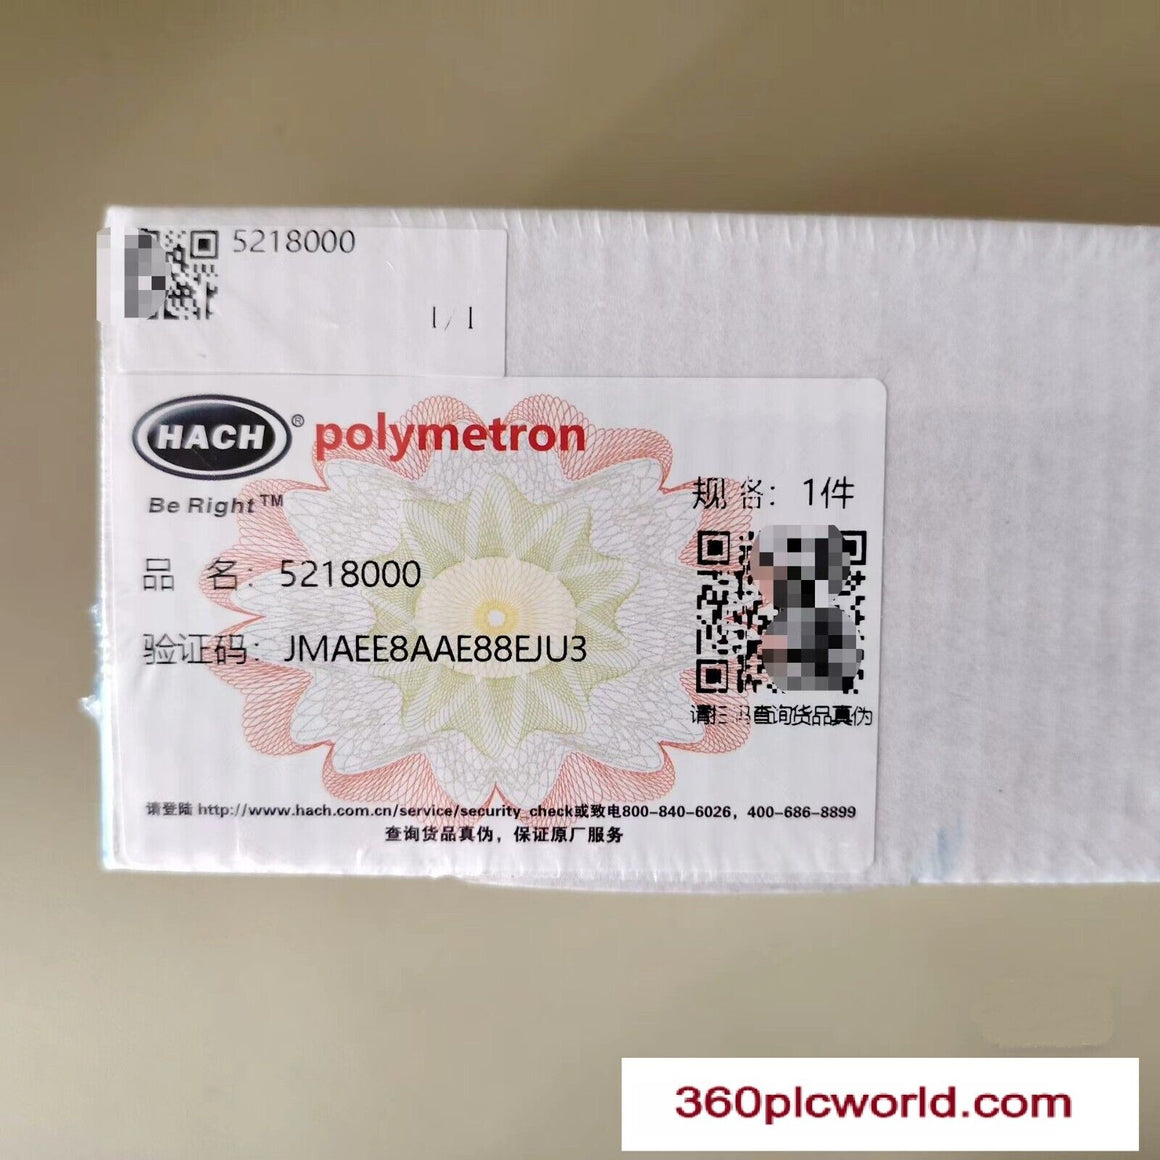 5218000
1/1
HACH® polymetron
Be Right™
规 格：1件
品 名：5218000
验证码：JMAEE8AAE88EJU3
请扫码查询货品真伪
请登陆 http://www.hach.com.cn/service/security_check或致电800-840-6026，400-686-8899
查询货品真伪，保证原厂服务
360plcworld.com